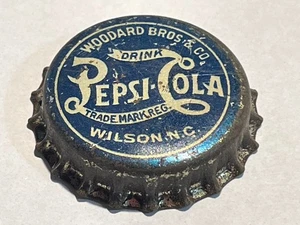 WOODARD BROS. & CO.
DRINK
PEPSI-COLA
TRADE.MARK.REG.
WILSON.N.C.